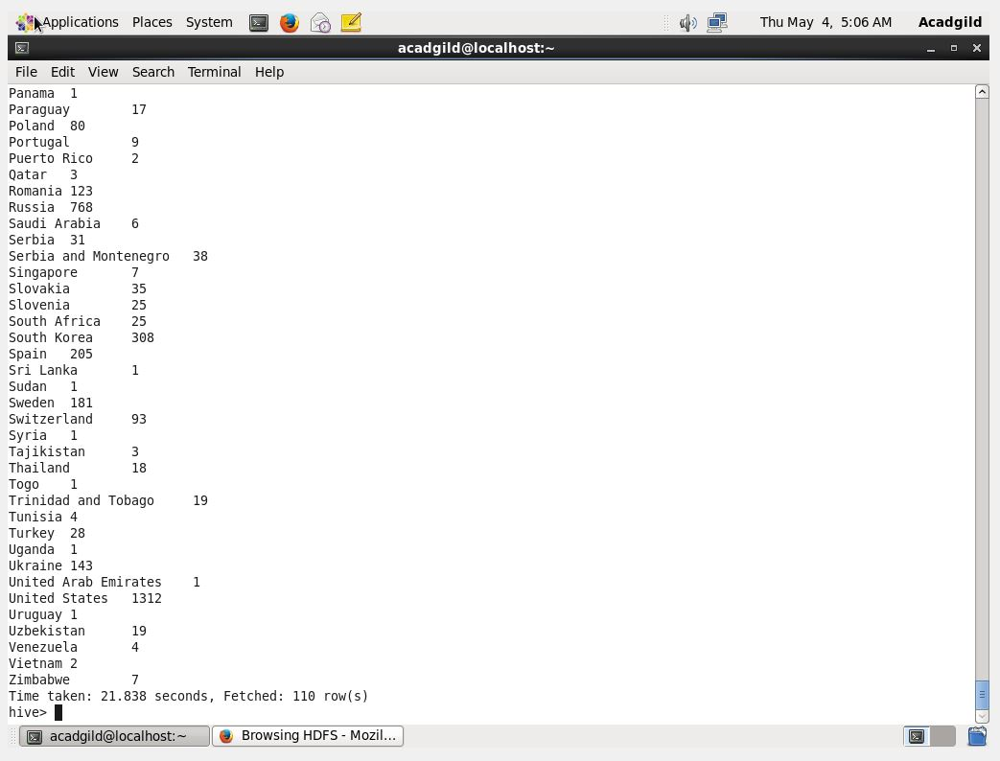 Applications Places System Thu May 4, 5:06 AM Acadgild
acadgild@localhost:~
File Edit View Search Terminal Help
Panama 1
Paraguay 17
Poland 80
Portugal 9
Puerto Rico 2
Qatar 3
Romania 123
Russia 768
Saudi Arabia 6
Serbia 31
Serbia and Montenegro 38
Singapore 7
Slovakia 35
Slovenia 25
South Africa 25
South Korea 308
Spain 205
Sri Lanka 1
Sudan 1
Sweden 181
Switzerland 93
Syria 1
Tajikistan 3
Thailand 18
Togo 1
Trinidad and Tobago 19
Tunisia 4
Turkey 28
Uganda 1
Ukraine 143
United Arab Emirates 1
United States 1312
Uruguay 1
Uzbekistan 19
Venezuela 4
Vietnam 2
Zimbabwe 7
Time taken: 21.838 seconds, Fetched: 110 row(s)
hive>
acadgild@localhost:~ Browsing HDFS - Mozil...